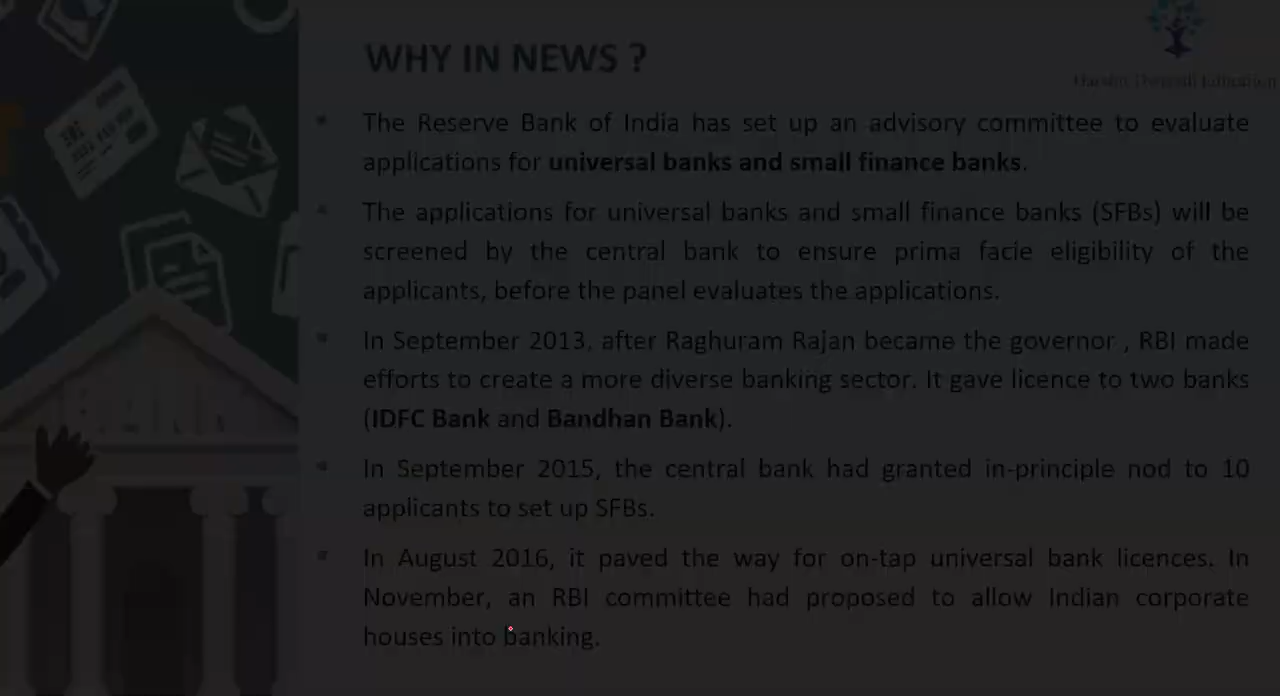 WHY IN NEWS ?
Harshit Dwivedi Education
The Reserve Bank of India has set up an advisory committee to evaluate
applications for universal banks and small finance banks.
The applications for universal banks and small finance banks (SFBs) will be
screened by the central bank to ensure prima facie eligibility of the
applicants, before the panel evaluates the applications.
In September 2013, after Raghuram Rajan became the governor , RBI made
efforts to create a more diverse banking sector. It gave licence to two banks
(IDFC Bank and Bandhan Bank).
In September 2015, the central bank had granted in-principle nod to 10
applicants to set up SFBs.
In August 2016, it paved the way for on-tap universal bank licences. In
November, an RBI committee had proposed to allow Indian corporate
houses into banking.